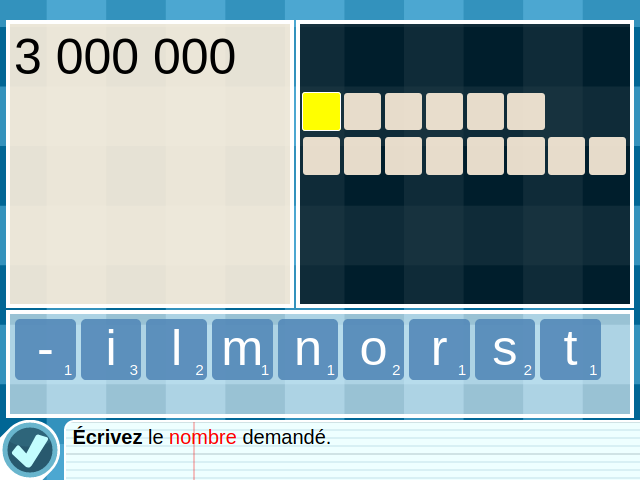 3 000 000
- 1 i 3 l 2 m 1 n 1 o 2 r 1 s 2 t 1
Écrivez le nombre demandé.